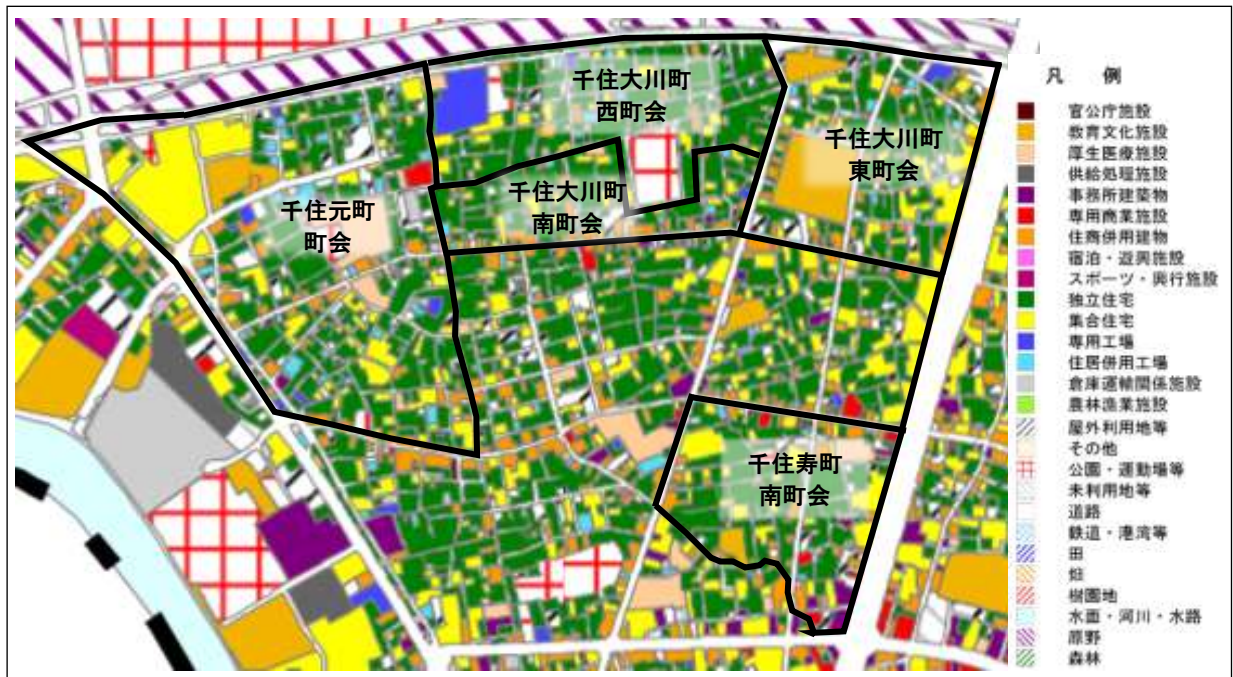 千住大川町
西町会
千住大川町
東町会
千住大川町
南町会
千住元町
町会
千住寿町
南町会
凡 例
官公庁施設
教育文化施設
厚生医療施設
供給処理施設
事務所建築物
専用商業施設
住商併用建物
宿泊・遊興施設
スポーツ・興行施設
独立住宅
集合住宅
専用工場
住居併用工場
倉庫運輸関係施設
農林漁業施設
屋外利用地等
その他
公園・運動場等
未利用地等
道路
鉄道・港湾等
田
畑
樹園地
水面・河川・水路
原野
森林